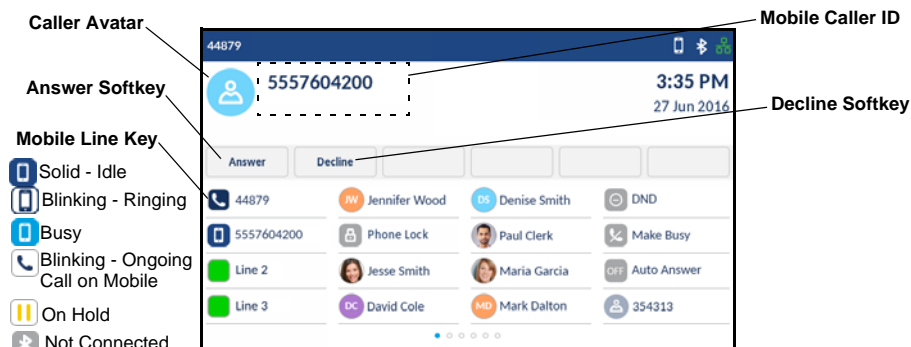 Caller Avatar
Mobile Caller ID
44879
5557604200
3:35 PM
27 Jun 2016
Answer Softkey
Decline Softkey
Mobile Line Key
Answer
Decline
Solid - Idle
Blinking - Ringing
Busy
Blinking - Ongoing
Call on Mobile
On Hold
Not Connected
44879
JW Jennifer Wood
DS Denise Smith
DND
5557604200
Phone Lock
Paul Clerk
Make Busy
Line 2
Jesse Smith
Maria Garcia
OFF Auto Answer
Line 3
DC David Cole
MD Mark Dalton
354313